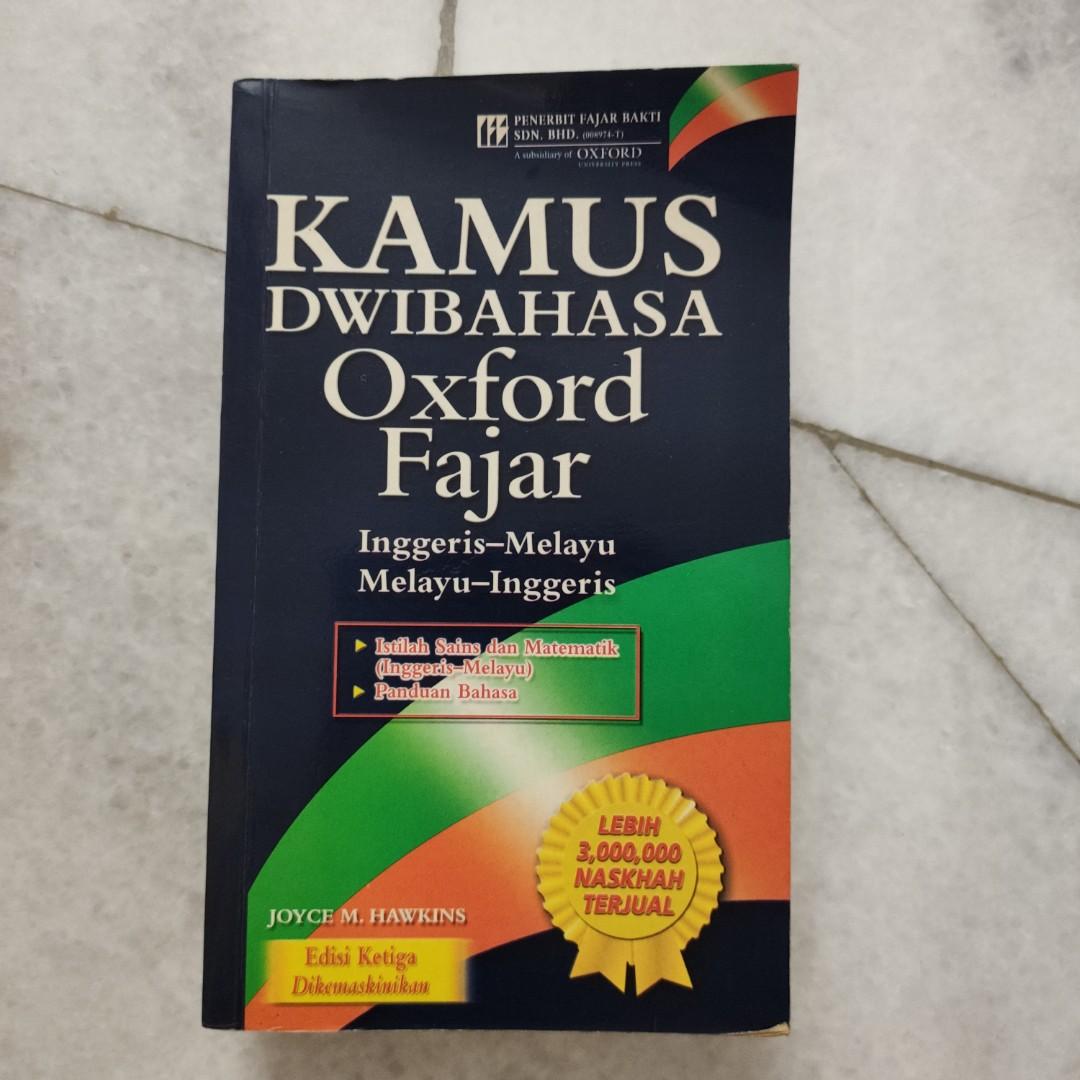 PENERBIT FAJAR BAKTI
SDN. BHD. (008974-T)
A subsidiary of OXFORD
UNIVERSITY PRESS
KAMUS
DWIBAHASA
Oxford
Fajar
Inggeris–Melayu
Melayu–Inggeris
Istilah Sains dan Matematik
(Inggeris–Melayu)
Panduan Bahasa
LEBIH
3,000,000
NASKHAH
TERJUAL
JOYCE M. HAWKINS
Edisi Ketiga
Dikemaskinikan